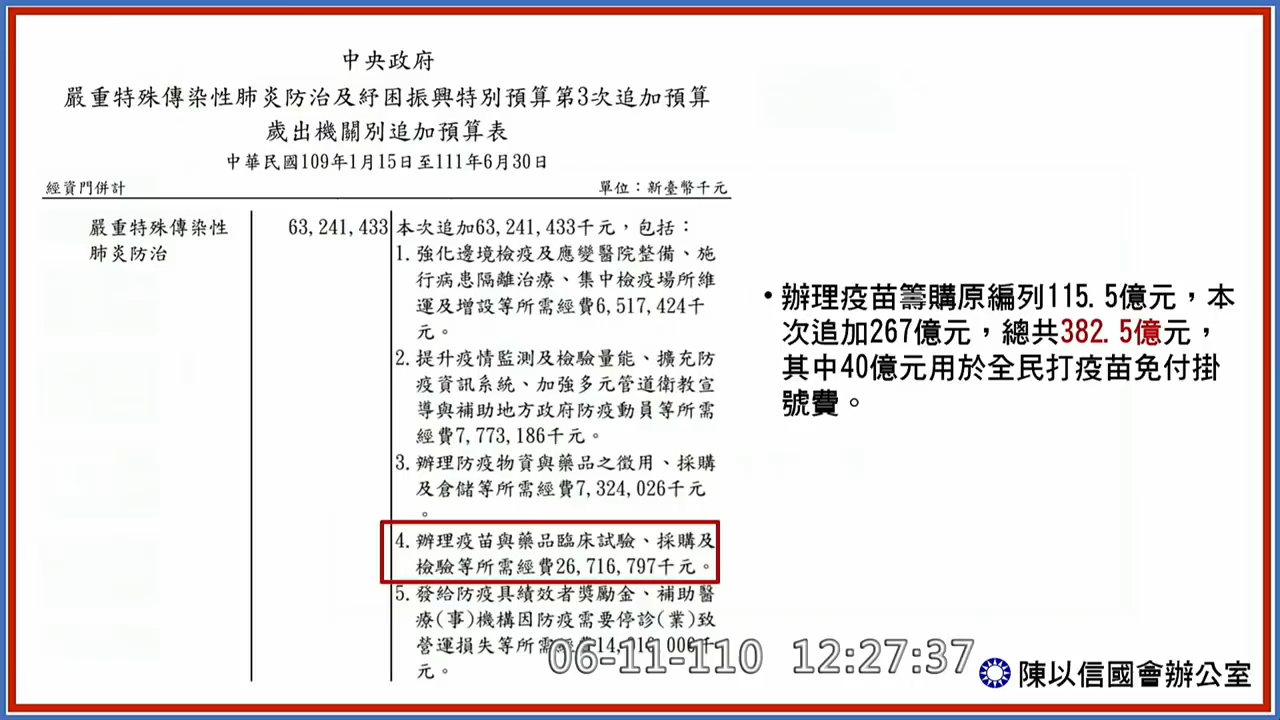 中央政府
嚴重特殊傳染性肺炎防治及紓困振興特別預算第3次追加預算
歲出機關別追加預算表
中華民國109年1月15日至111年6月30日
經資門併計
單位：新臺幣千元
嚴重特殊傳染性
肺炎防治
63,241,433
本次追加63,241,433千元，包括：
1.強化邊境檢疫及應變醫院整備、施
行病患隔離治療、集中檢疫場所維
運及增設等所需經費6,517,424千
元。
2.提升疫情監測及檢驗量能、擴充防
疫資訊系統、加強多元管道衛教宣
導與補助地方政府防疫動員等所需
經費7,773,186千元。
3.辦理防疫物資與藥品之徵用、採購
及倉儲等所需經費7,324,026千元
。
4.辦理疫苗與藥品臨床試驗、採購及
檢驗等所需經費26,716,797千元。
5.發給防疫具績效者獎勵金、補助醫
療(事)機構因防疫需要停診(業)致
營運損失等所需
元。
•辦理疫苗籌購原編列115.5億元，本
次追加267億元，總共382.5億元，
其中40億元用於全民打疫苗免付掛
號費。
06-11-110 12:27:37
陳以信國會辦公室